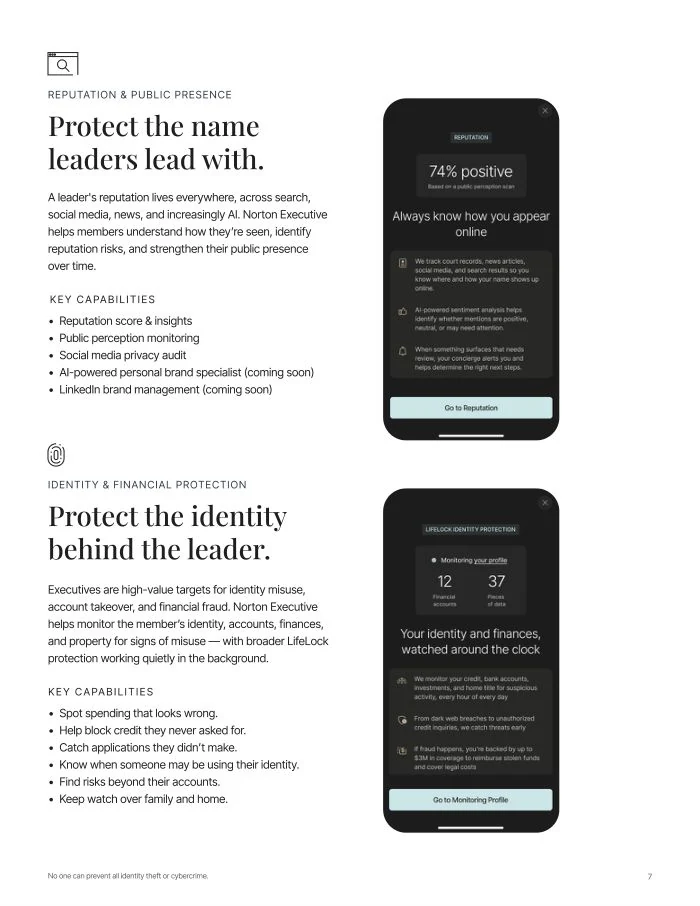 REPUTATION & PUBLIC PRESENCE
Protect the name
leaders lead with.
A leader's reputation lives everywhere, across search,
social media, news, and increasingly AI. Norton Executive
helps members understand how they're seen, identify
reputation risks, and strengthen their public presence
over time.
KEY CAPABILITIES
• Reputation score & insights
• Public perception monitoring
• Social media privacy audit
• AI-powered personal brand specialist (coming soon)
• LinkedIn brand management (coming soon)
REPUTATION
74% positive
Based on a public perception scan
Always know how you appear
online
We track court records, news articles,
social media, and search results so you
know where and how your name shows up
online.
AI-powered sentiment analysis helps
identify whether mentions are positive,
neutral, or may need attention.
When something surfaces that needs
review, your concierge alerts you and
helps determine the right next steps.
Go to Reputation
IDENTITY & FINANCIAL PROTECTION
Protect the identity
behind the leader.
Executives are high-value targets for identity misuse,
account takeover, and financial fraud. Norton Executive
helps monitor the member's identity, accounts, finances,
and property for signs of misuse — with broader LifeLock
protection working quietly in the background.
KEY CAPABILITIES
• Spot spending that looks wrong.
• Help block credit they never asked for.
• Catch applications they didn't make.
• Know when someone may be using their identity.
• Find risks beyond their accounts.
• Keep watch over family and home.
LIFELOCK IDENTITY PROTECTION
Monitoring your profile
12 37
Financial Pieces
accounts of data
Your identity and finances,
watched around the clock
We monitor your credit, bank accounts,
investments, and home title for suspicious
activity, every hour of every day
From dark web breaches to unauthorized
credit inquiries, we catch threats early
If fraud happens, you're backed by up to
$3M in coverage to reimburse stolen funds
and cover legal costs
Go to Monitoring Profile
No one can prevent all identity theft or cybercrime.
7